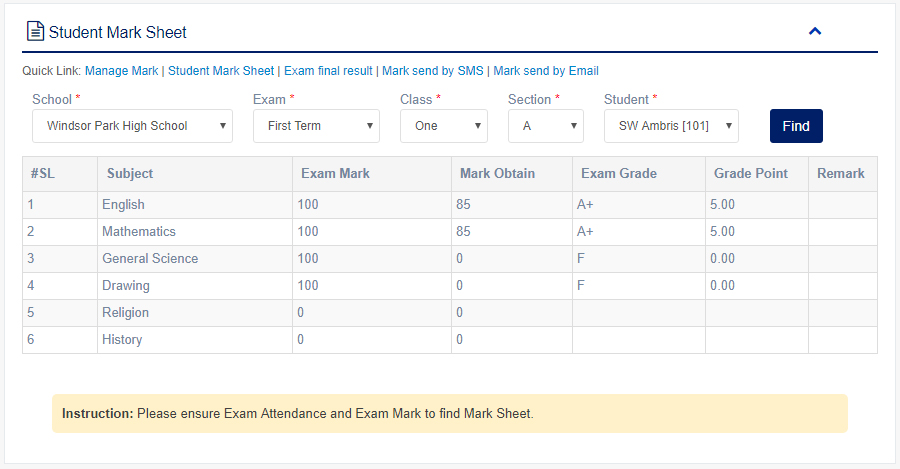 Student Mark Sheet
Quick Link: Manage Mark | Student Mark Sheet | Exam final result | Mark send by SMS | Mark send by Email
School * Exam * Class * Section * Student *
Windsor Park High School First Term One A SW Ambris [101] Find
#SL Subject Exam Mark Mark Obtain Exam Grade Grade Point Remark
1 English 100 85 A+ 5.00
2 Mathematics 100 85 A+ 5.00
3 General Science 100 0 F 0.00
4 Drawing 100 0 F 0.00
5 Religion 0 0
6 History 0 0
Instruction: Please ensure Exam Attendance and Exam Mark to find Mark Sheet.